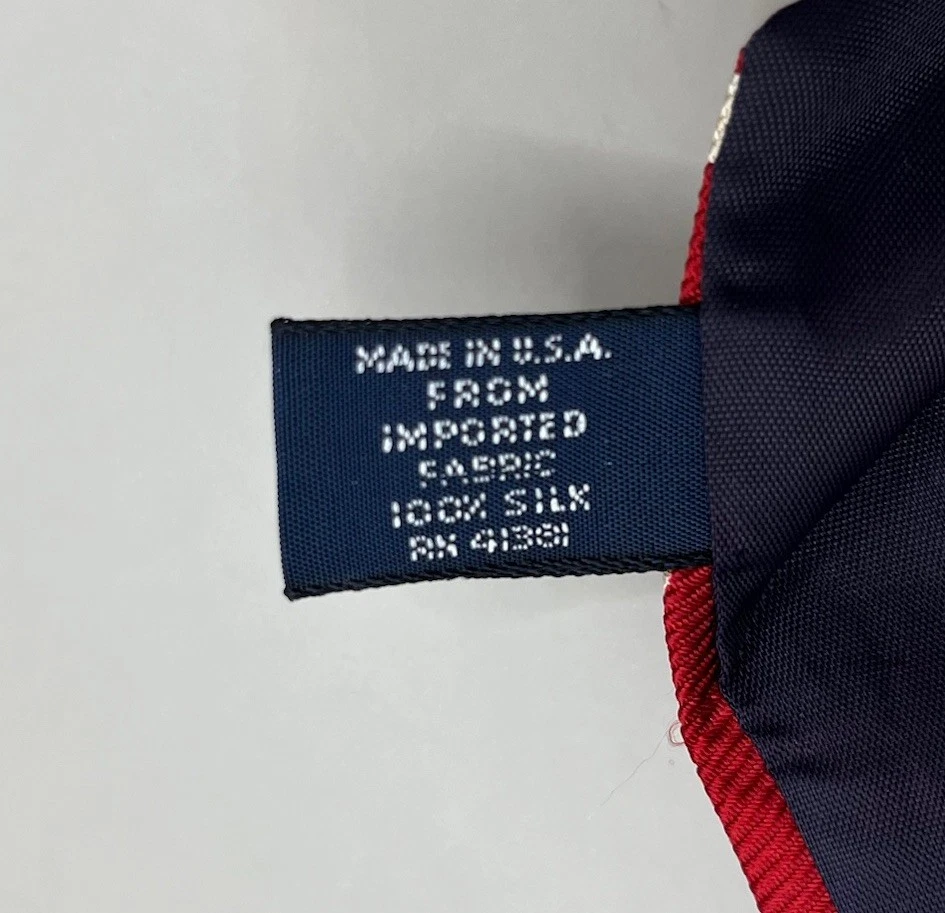 MADE IN U.S.A.
FROM
IMPORTED
FABRIC
100% SILK
RN 41381